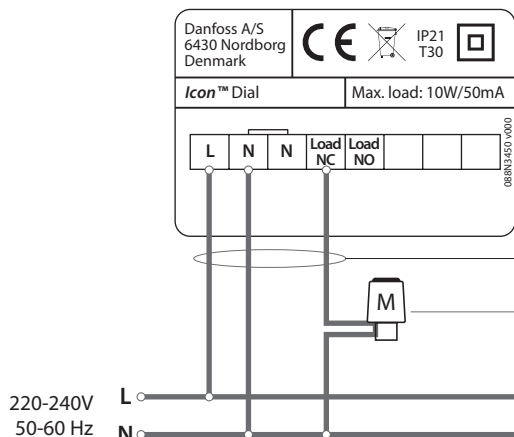 Danfoss A/S
6430 Nordborg
Denmark
CE
IP21
T30
Icon™ Dial
Max. load: 10W/50mA
L
N
N
Load
NC
Load
NO
088N3450 v000
M
220-240V
50-60 Hz
L
N